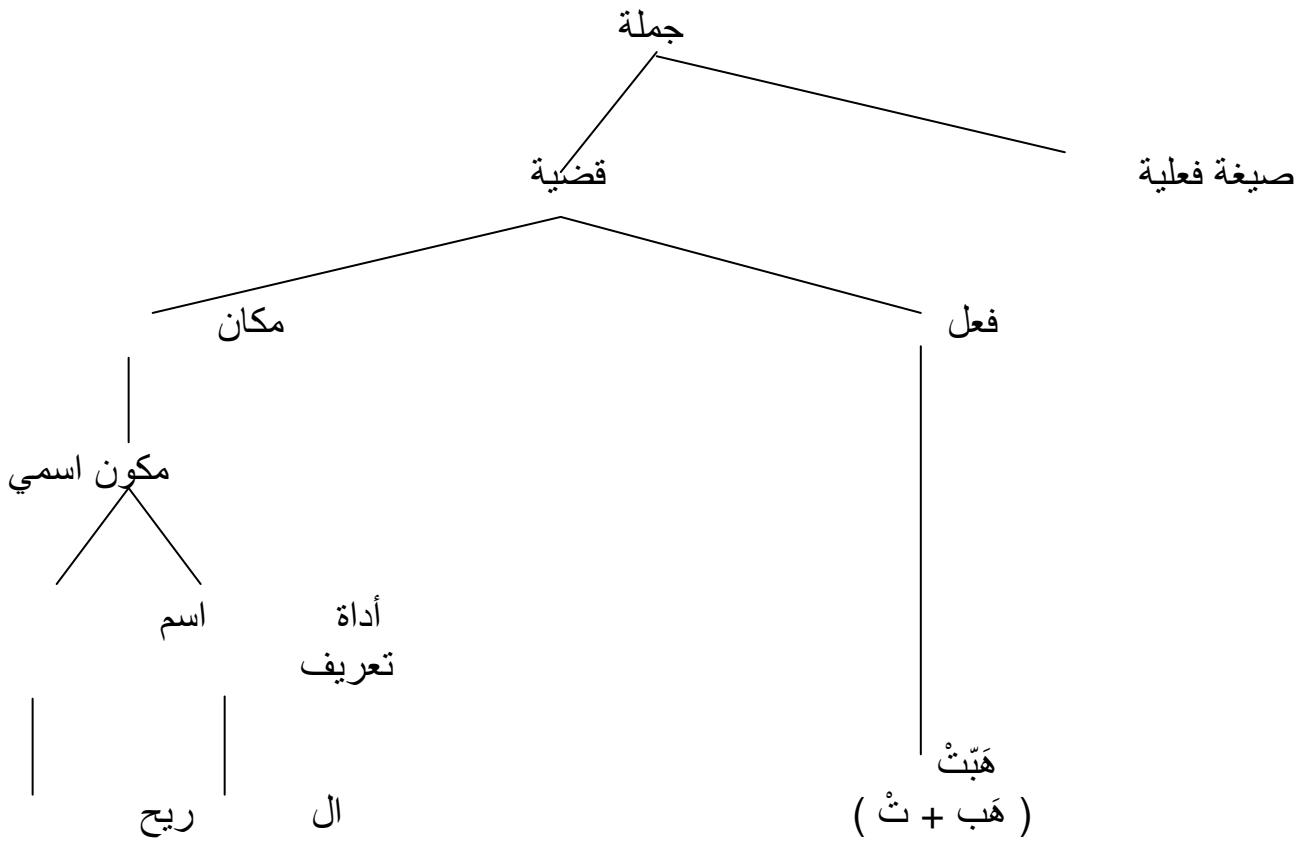 جملة
صيغة فعلية
قضية
فعل
مكان
مكون اسمي
أداة
تعريف
اسم
هَبّتْ
( هَب + تْ )
ال
ريح